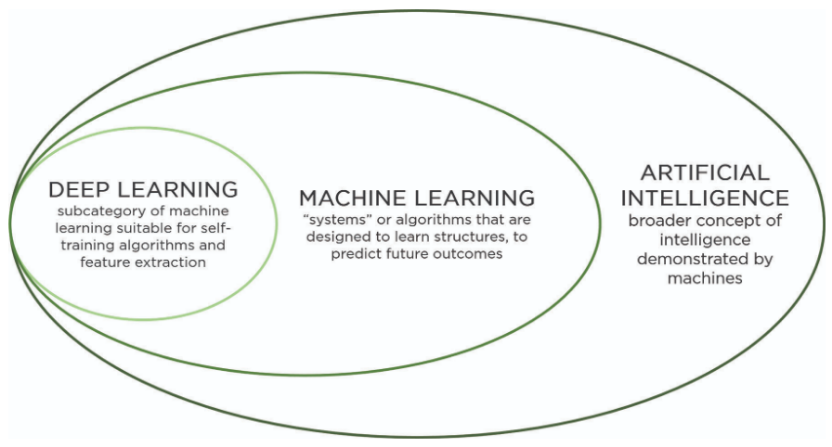 DEEP LEARNING
subcategory of machine
learning suitable for self-
training algorithms and
feature extraction
MACHINE LEARNING
“systems” or algorithms that are
designed to learn structures, to
predict future outcomes
ARTIFICIAL
INTELLIGENCE
broader concept of
intelligence
demonstrated by
machines